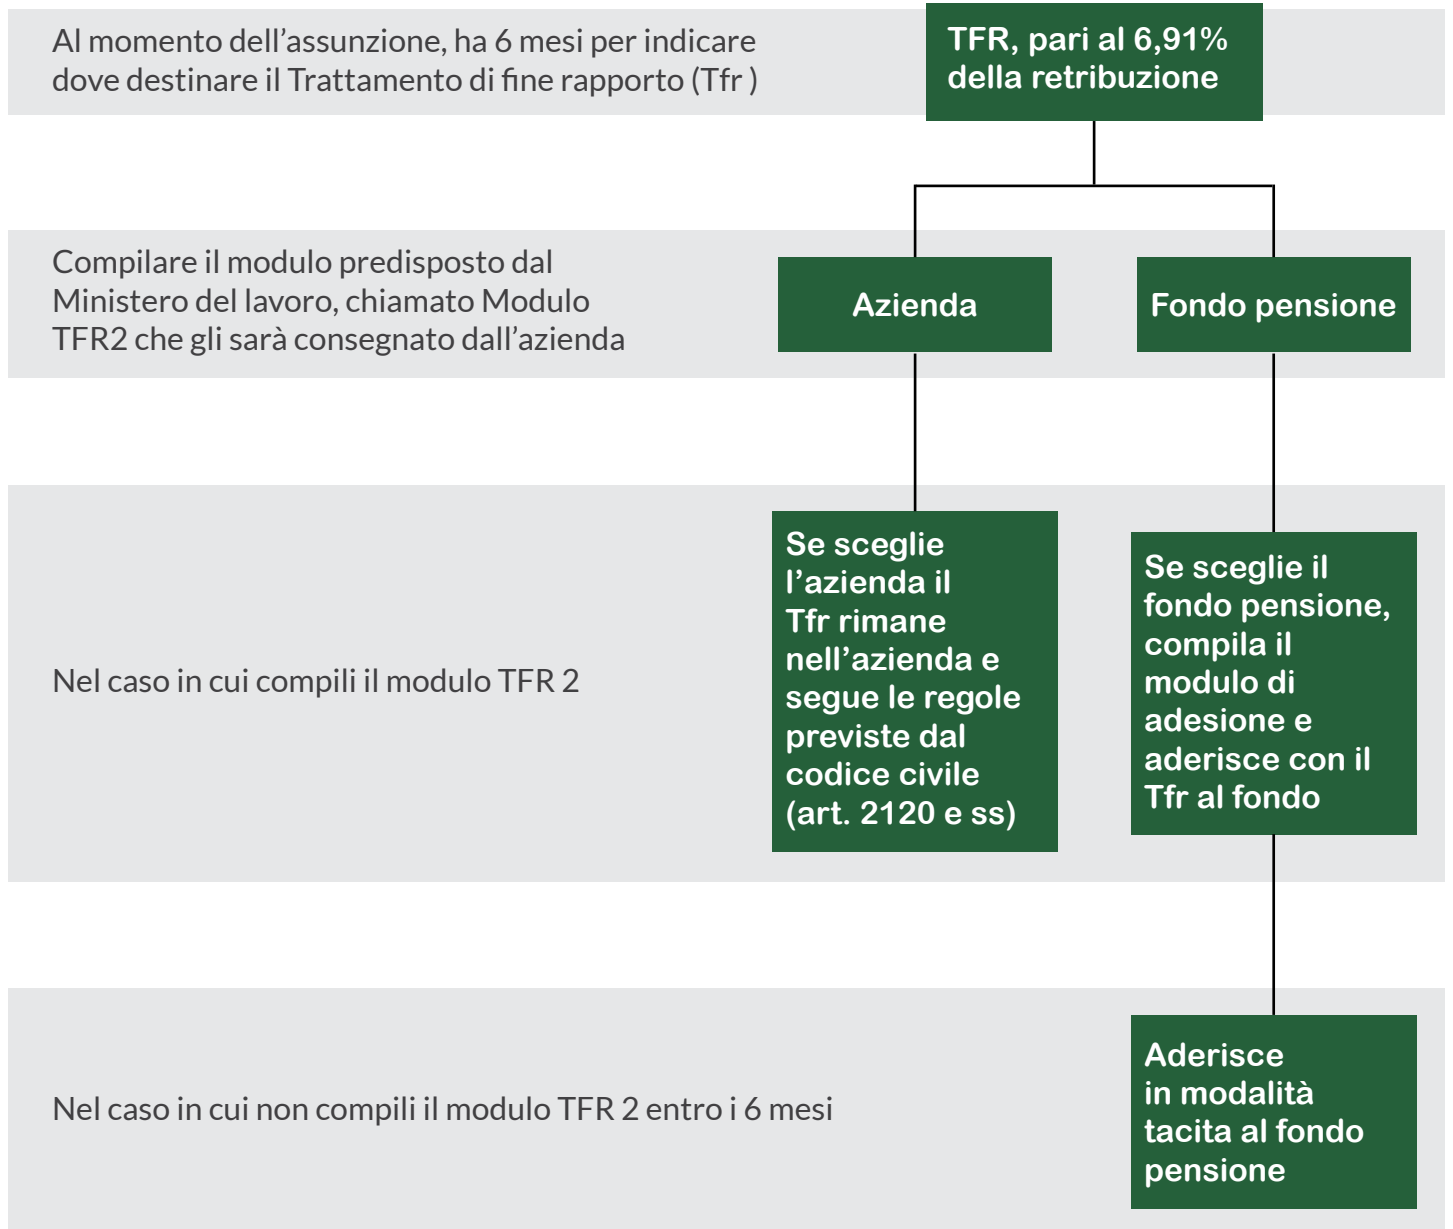 Al momento dell’assunzione, ha 6 mesi per indicare
dove destinare il Trattamento di fine rapporto (Tfr )
TFR, pari al 6,91%
della retribuzione
Compilare il modulo predisposto dal
Ministero del lavoro, chiamato Modulo
TFR2 che gli sarà consegnato dall’azienda
Azienda
Fondo pensione
Nel caso in cui compili il modulo TFR 2
Se sceglie
l’azienda il
Tfr rimane
nell’azienda e
segue le regole
previste dal
codice civile
(art. 2120 e ss)
Se sceglie il
fondo pensione,
compila il
modulo di
adesione e
aderisce con il
Tfr al fondo
Nel caso in cui non compili il modulo TFR 2 entro i 6 mesi
Aderisce
in modalità
tacita al fondo
pensione